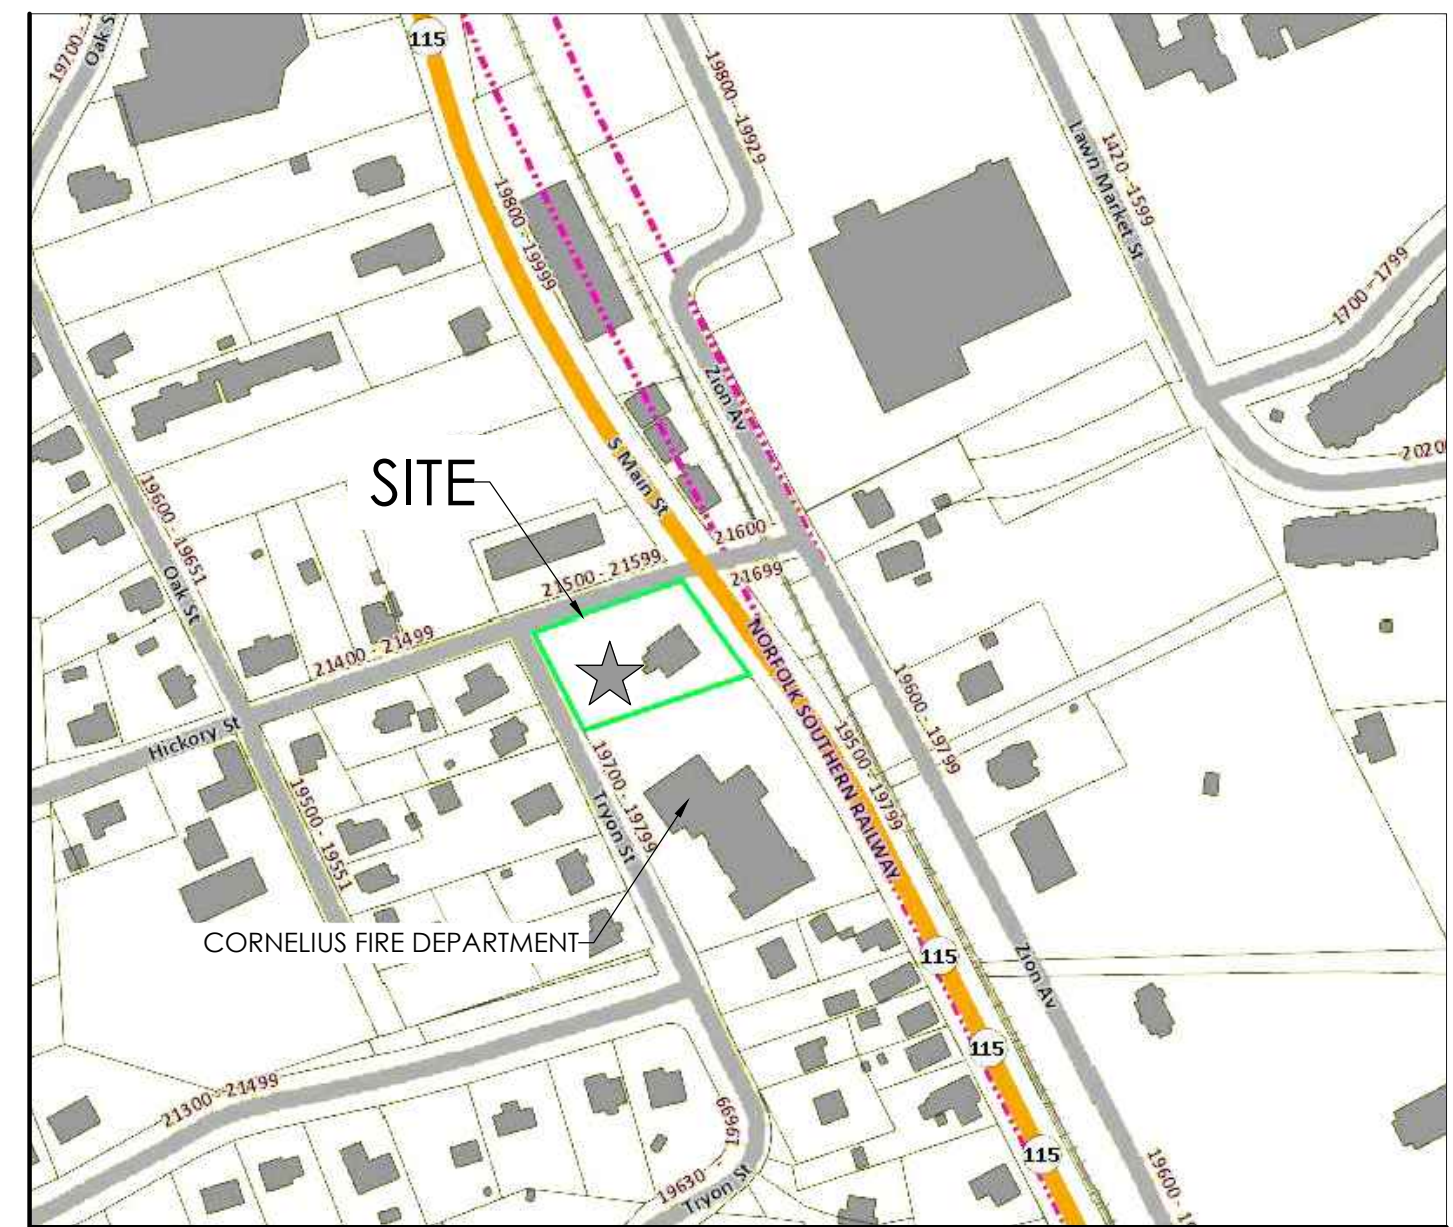 115
19700 -
Oak S
19800 - 19929
Lawn Market St
1420 - 1599
19800 - 19999
1700 - 1799
Zion Av
S Main St
20200
SITE
19600 - 19651
Oak St
21600
21500 - 21599
21699
21400 - 21499
Hickory St
NORFOLK SOUTHERN RAILWAY
19600 - 19799
19500 - 19799
19700 - 19799
Tryon St
19500 - 19551
CORNELIUS FIRE DEPARTMENT
115
Zion Av
115
21300 - 21499
19630 - 19699
Tryon St
115
19600 - 19